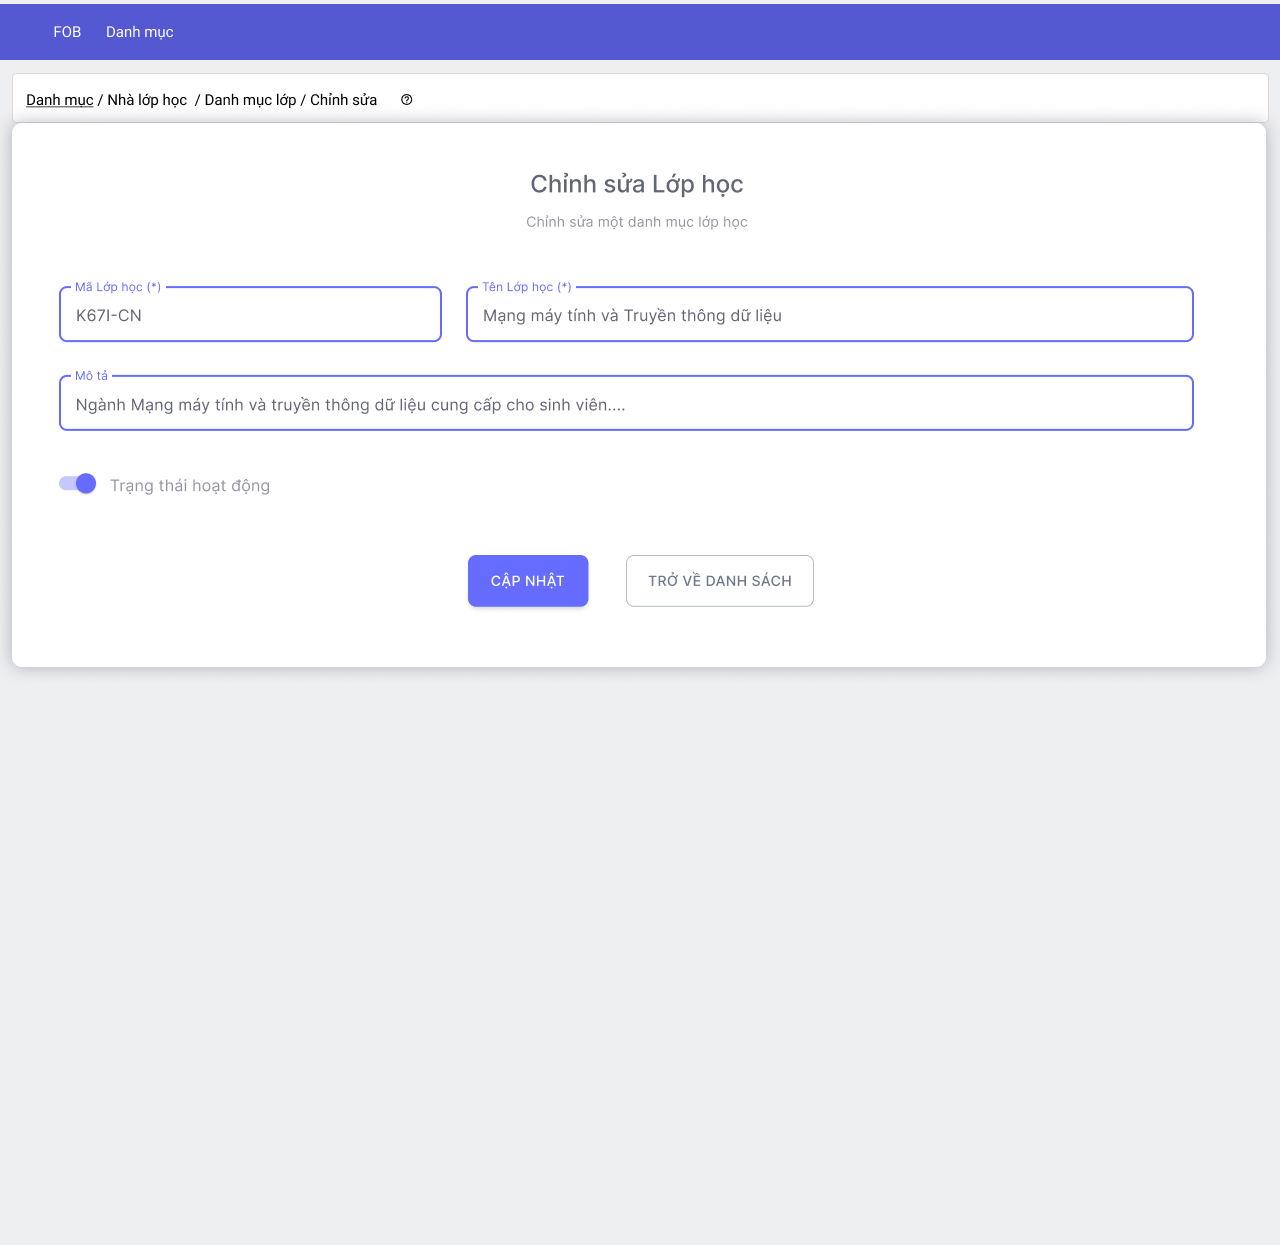 FOB Danh mục
Danh mục / Nhà lớp học / Danh mục lớp / Chỉnh sửa
Chỉnh sửa Lớp học
Chỉnh sửa một danh mục lớp học
Mã Lớp học (*) Tên Lớp học (*)
K67I-CN Mạng máy tính và Truyền thông dữ liệu
Mô tả
Ngành Mạng máy tính và truyền thông dữ liệu cung cấp cho sinh viên....
Trạng thái hoạt động
CẬP NHẬT TRỞ VỀ DANH SÁCH